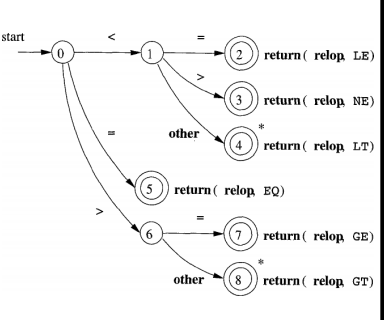 start
<
=
0
1
2
return( relop, LE)
>
3
return( relop, NE)
other
*
4
return( relop, LT)
=
5
return( relop, EQ)
>
=
6
7
return( relop, GE)
other
*
8
return( relop, GT)